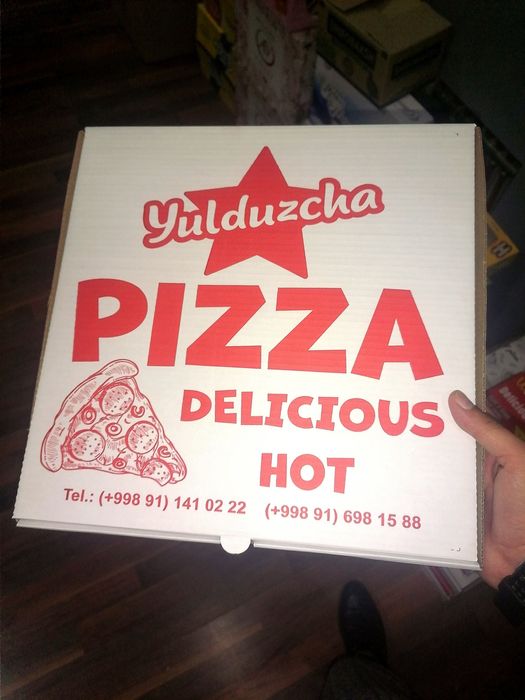 Yulduzcha
PIZZA
DELICIOUS
HOT
Tel.: (+998 91) 141 02 22 (+998 91) 698 15 88